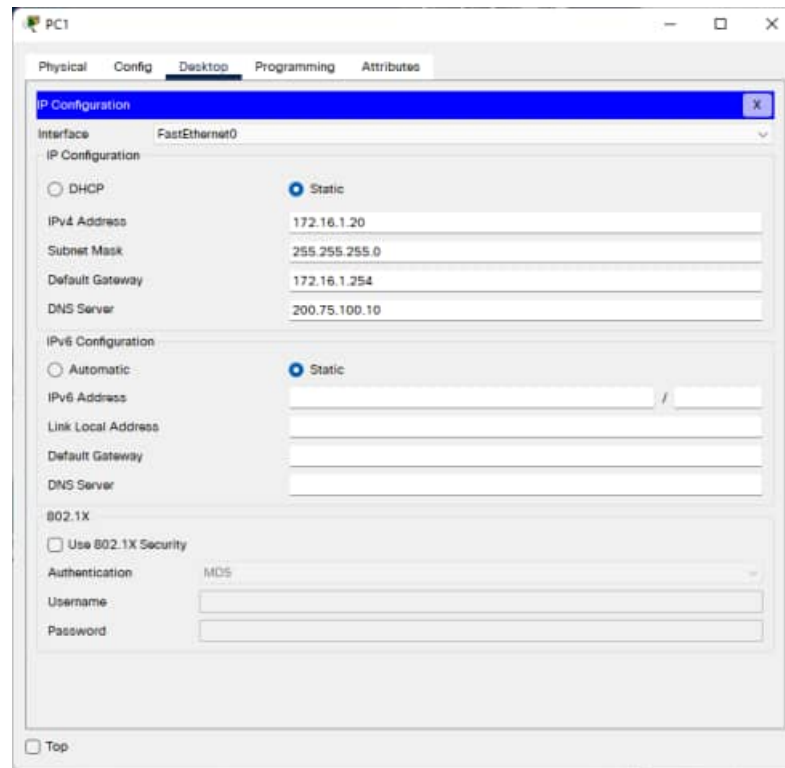 PC1
Physical Config Desktop Programming Attributes
IP Configuration X
Interface FastEthernet0
IP Configuration
DHCP Static
IPv4 Address 172.16.1.20
Subnet Mask 255.255.255.0
Default Gateway 172.16.1.254
DNS Server 200.75.100.10
IPv6 Configuration
Automatic Static
IPv6 Address /
Link Local Address
Default Gateway
DNS Server
802.1X
Use 802.1X Security
Authentication MD5
Username
Password
Top